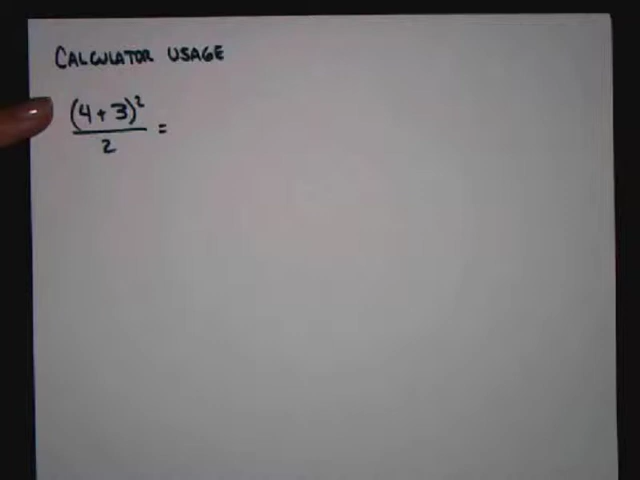 CALCULATOR USAGE
(4 + 3)²
2 =